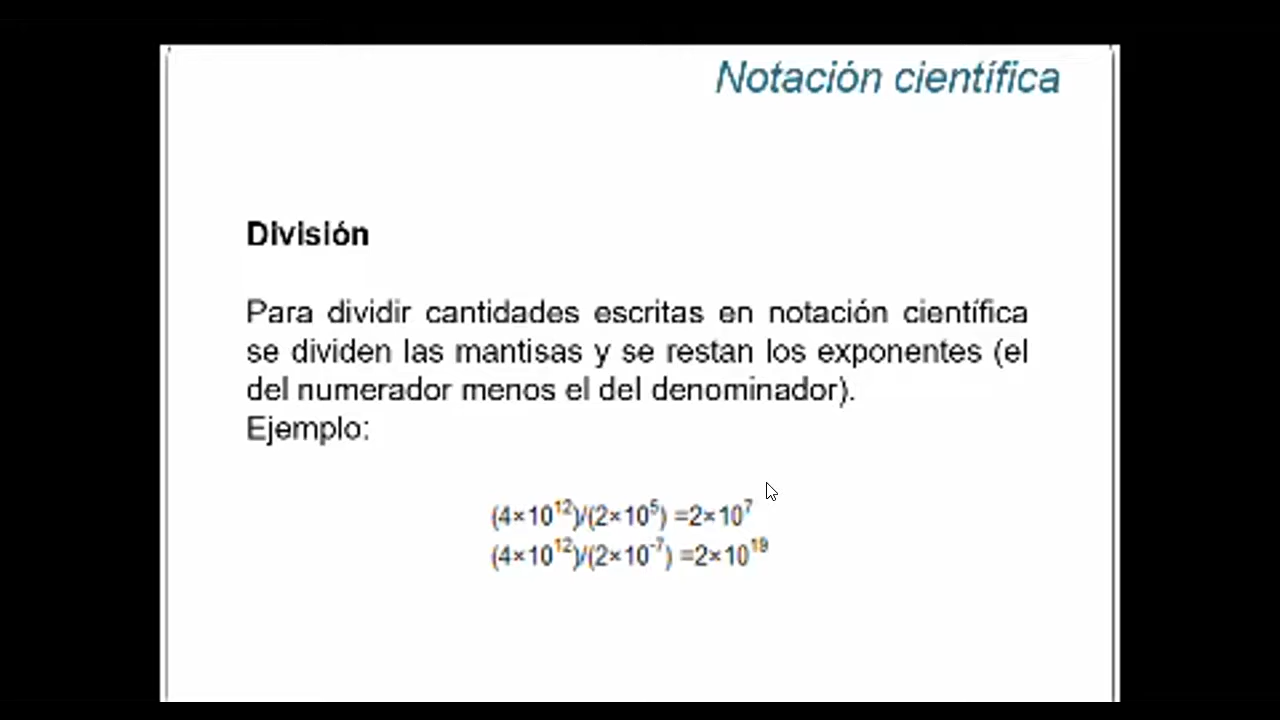 Notación científica
División
Para dividir cantidades escritas en notación científica
se dividen las mantisas y se restan los exponentes (el
del numerador menos el del denominador).
Ejemplo:
(4×10¹²)/(2×10⁵) =2×10⁷
(4×10¹²)/(2×10⁻⁷) =2×10¹⁹